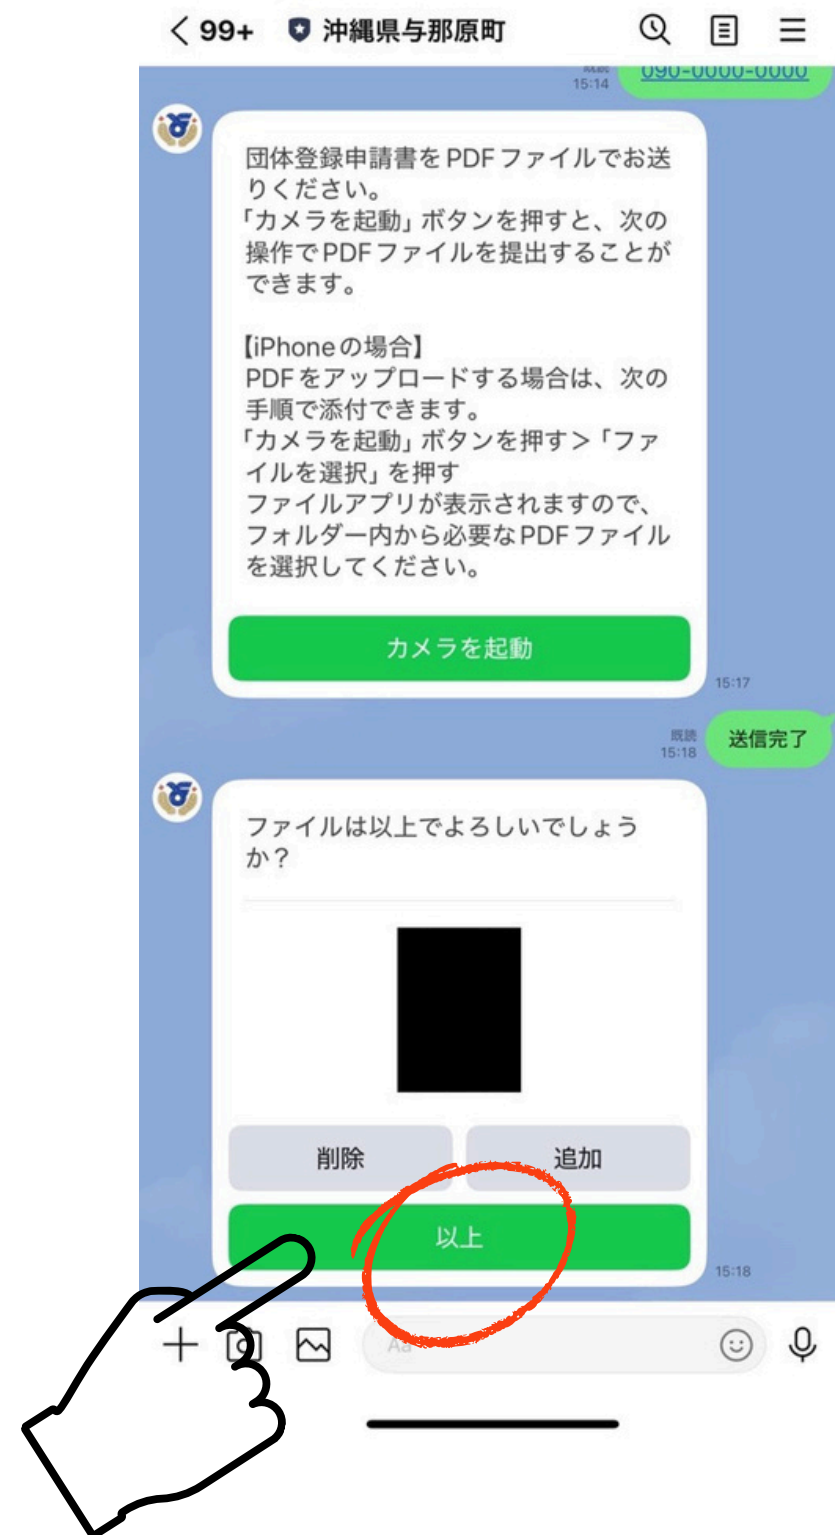 99+
沖縄県与那原町
既読
15:14
090-0000-0000
団体登録申請書をPDFファイルでお送
りください。
「カメラを起動」ボタンを押すと、次の
操作でPDFファイルを提出することが
できます。
【iPhoneの場合】
PDFをアップロードする場合は、次の
手順で添付できます。
「カメラを起動」ボタンを押す＞「ファ
イルを選択」を押す
ファイルアプリが表示されますので、
フォルダー内から必要なPDFファイル
を選択してください。
カメラを起動
15:17
既読
15:18
送信完了
ファイルは以上でよろしいでしょう
か？
削除
追加
以上
15:18
Aa